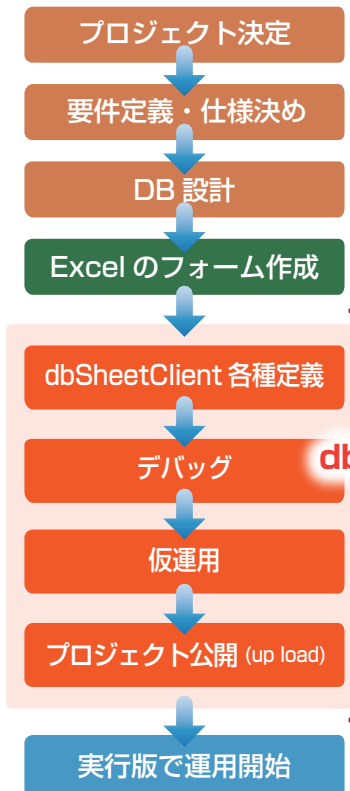 プロジェクト決定
要件定義・仕様決め
DB 設計
Excel のフォーム作成
dbSheetClient 各種定義
デバッグ
db
仮運用
プロジェクト公開 (up load)
実行版で運用開始